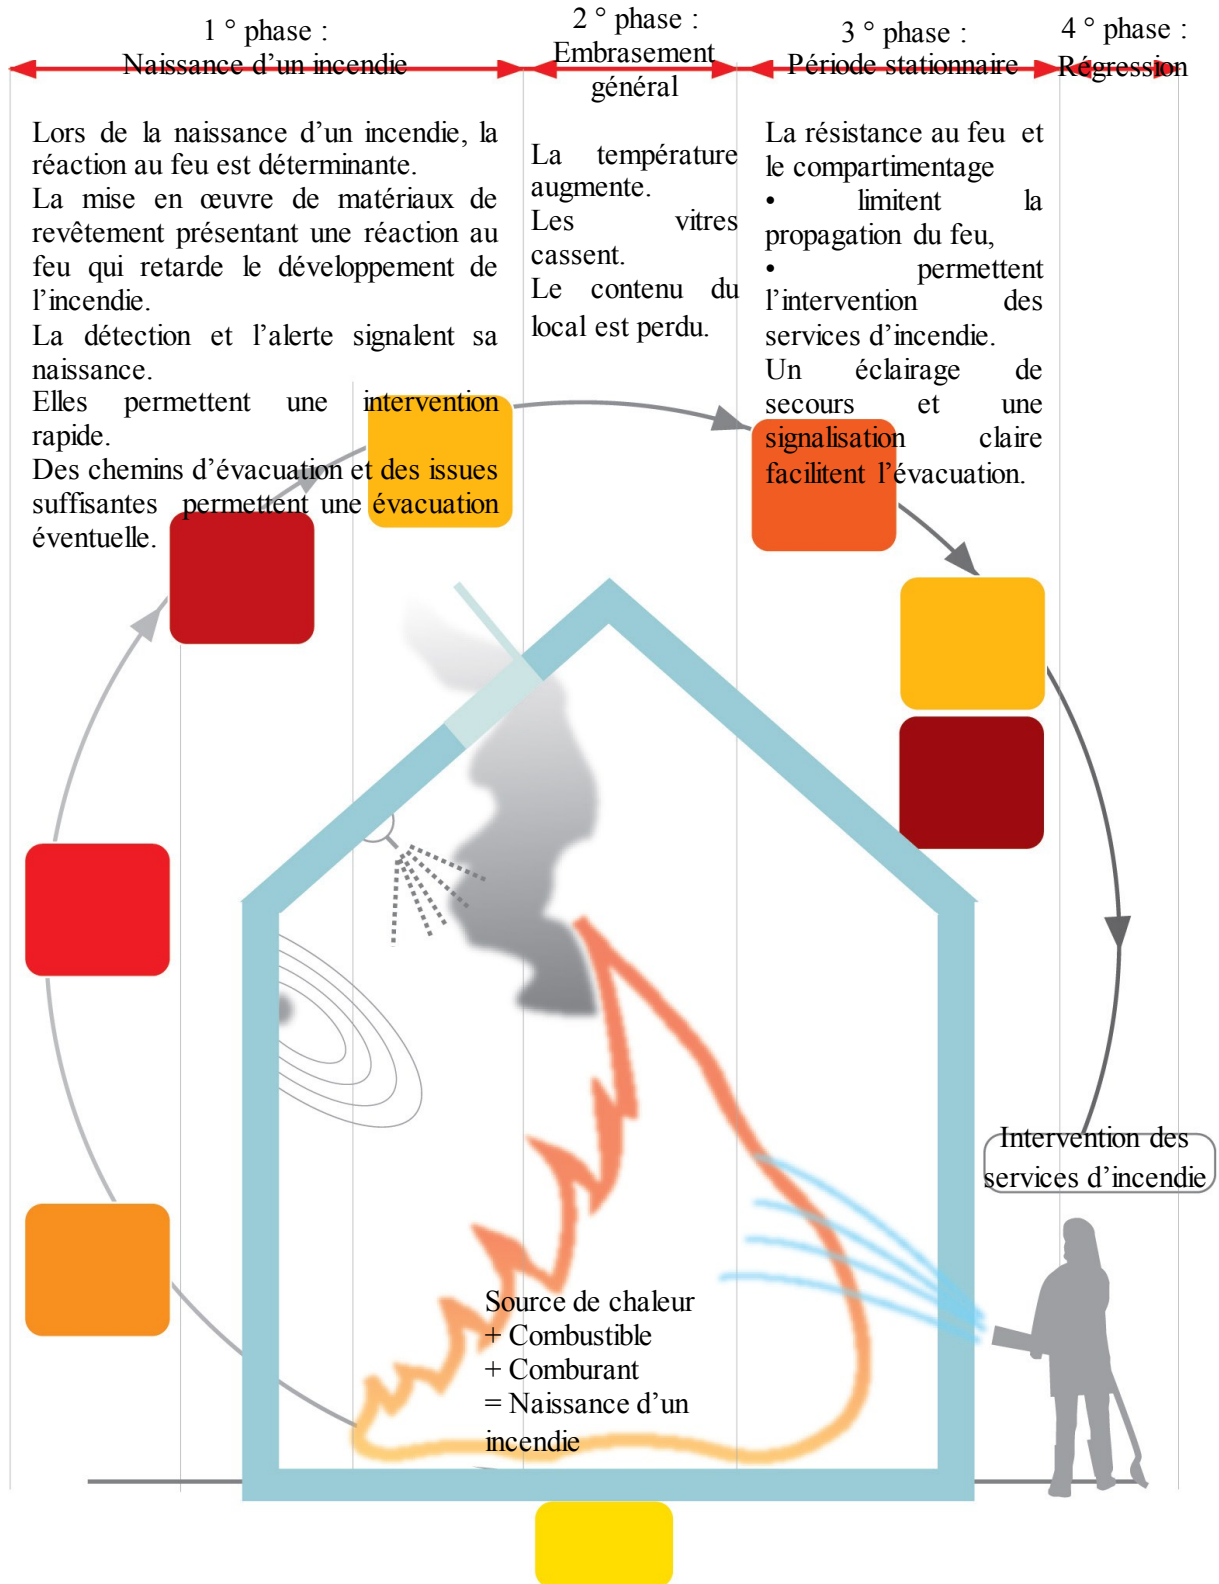 1 ° phase :
Naissance d’un incendie
2 ° phase :
Embrasement
général
3 ° phase :
Période stationnaire
4 ° phase :
Régression
Lors de la naissance d’un incendie, la
réaction au feu est déterminante.
La mise en œuvre de matériaux de
revêtement présentant une réaction au
feu qui retarde le développement de
l’incendie.
La détection et l’alerte signalent sa
naissance.
Elles permettent une intervention
rapide.
Des chemins d’évacuation et des issues
suffisantes permettent une évacuation
éventuelle.
La température
augmente.
Les vitres
cassent.
Le contenu du
local est perdu.
La résistance au feu et
le compartimentage
• limitent la
propagation du feu,
• permettent
l’intervention des
services d’incendie.
Un éclairage de
secours et une
signalisation claire
facilitent l’évacuation.
Intervention des
services d’incendie
Source de chaleur
+ Combustible
+ Comburant
= Naissance d’un
incendie